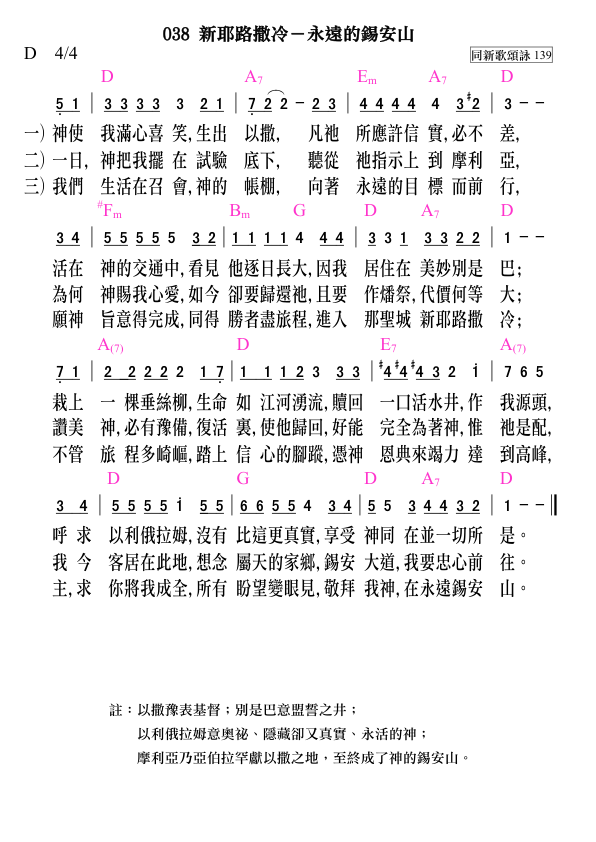 038 新耶路撒冷－永遠的錫安山
D 4/4
同新歌頌詠 139
D A7 Em A7 D
5 1 | 3 3 3 3 3 2 1 | 7 2 2 - 2 3 | 4 4 4 4 4 3 #2 | 3 - -
一) 神使 我滿心喜 笑, 生出 以撒, 凡祂 所應許信 實, 必不 差,
二) 一日, 神把我擺 在 試驗 底下, 聽從 祂指示上 到 摩利 亞,
三) 我們 生活在召 會, 神的 帳棚, 向著 永遠的目 標 而前 行,
#Fm Bm G D A7 D
3 4 | 5 5 5 5 5 3 2 | 1 1 1 1 4 4 4 | 3 3 1 3 3 2 2 | 1 - -
活在 神的交通中, 看見 他逐日長大, 因我 居住在 美妙別是 巴;
為何 神賜我心愛, 如今 卻要歸還祂, 且要 作燔祭, 代價何等 大;
願神 旨意得完成, 同得 勝者盡旅程, 進入 那聖城 新耶路撒 冷;
A(7) D E7 A(7)
7 1 | 2 2 2 2 2 1 7 | 1 1 1 2 3 3 3 | #4 #4 #4 3 2 i | 7 6 5
栽上 一 棵垂絲柳, 生命 如 江河湧流, 贖回 一口活水井, 作 我源頭,
讚美 神, 必有豫備, 復活 裏, 使他歸回, 好能 完全為著神, 惟 祂是配,
不管 旅 程多崎嶇, 踏上 信 心的腳蹤, 憑神 恩典來竭力 達 到高峰,
D G D A7 D
3 4 | 5 5 5 5 i 5 5 | 6 6 5 5 4 3 4 | 5 5 3 4 4 3 2 | 1 - -
呼 求 以利俄拉姆, 沒有 比這更真實, 享受 神同 在並一切所 是。
我 今 客居在此地, 想念 屬天的家鄉, 錫安 大道, 我要忠心前 往。
主, 求 你將我成全, 所有 盼望變眼見, 敬拜 我神, 在永遠錫安 山。
註：以撒豫表基督；別是巴意盟誓之井；
以利俄拉姆意奧祕、隱藏卻又真實、永活的神；
摩利亞乃亞伯拉罕獻以撒之地，至終成了神的錫安山。